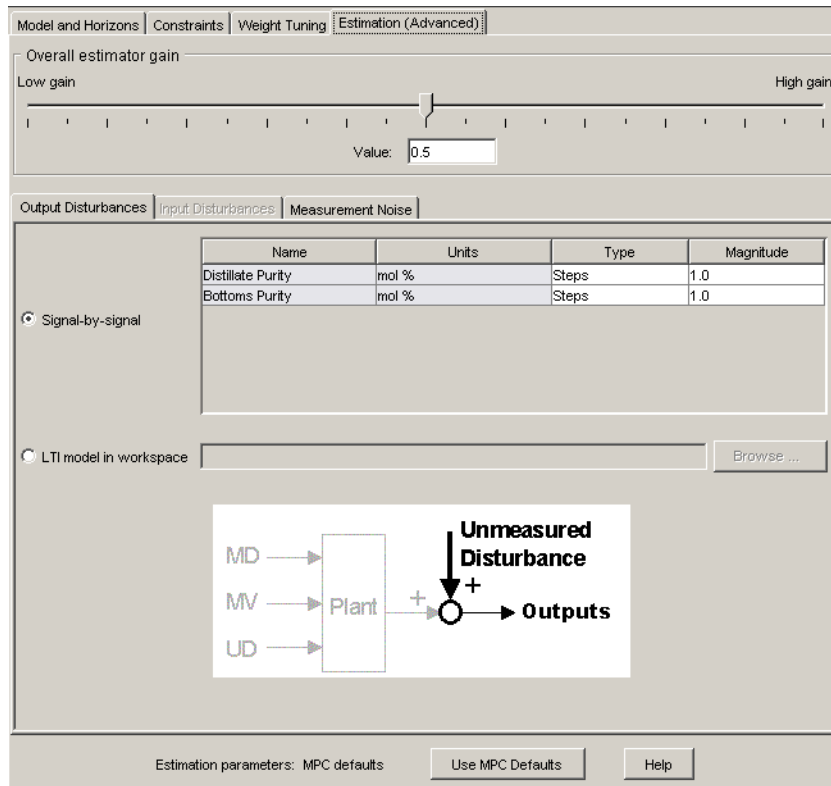 Model and Horizons Constraints Weight Tuning Estimation (Advanced)
Overall estimator gain
Low gain High gain
Value: 0.5
Output Disturbances Input Disturbances Measurement Noise
Name Units Type Magnitude
Distillate Purity mol % Steps 1.0
Bottoms Purity mol % Steps 1.0
Signal-by-signal
LTI model in workspace Browse ...
Unmeasured
Disturbance
MD
+
MV Plant + Outputs
UD
Estimation parameters: MPC defaults Use MPC Defaults Help